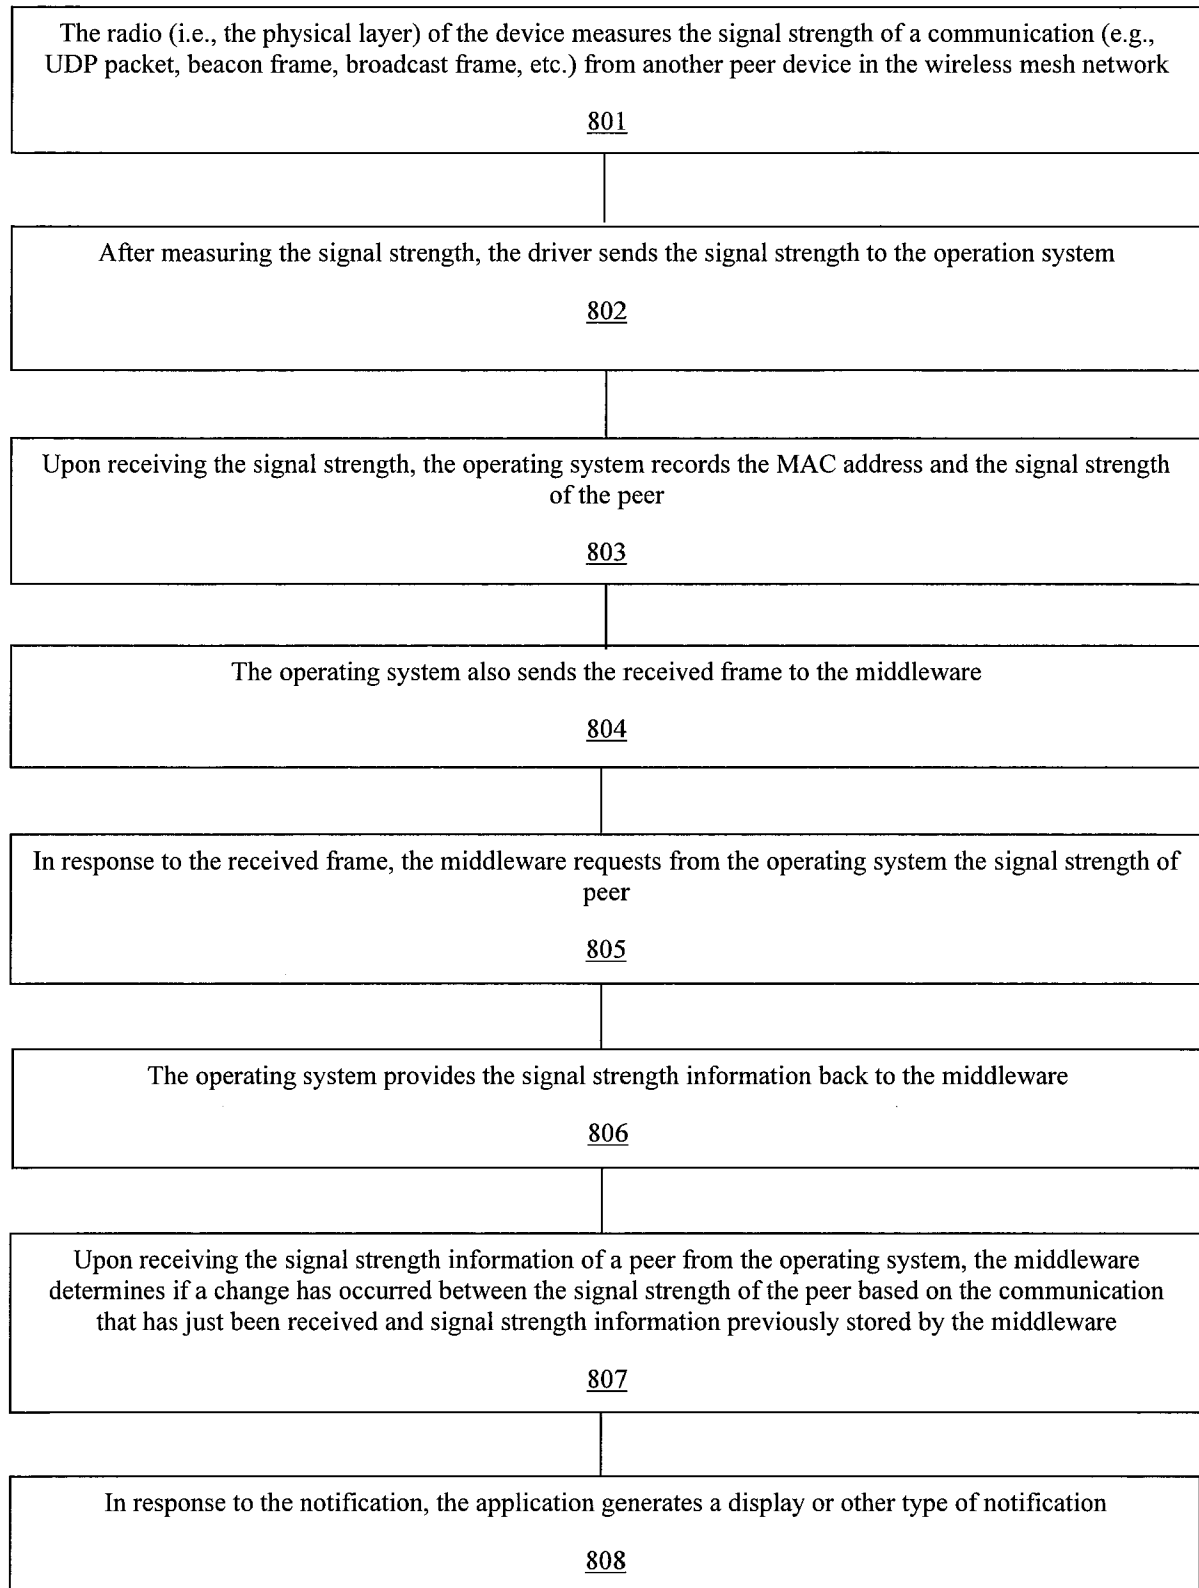 The radio (i.e., the physical layer) of the device measures the signal strength of a communication (e.g.,
UDP packet, beacon frame, broadcast frame, etc.) from another peer device in the wireless mesh network
801
After measuring the signal strength, the driver sends the signal strength to the operation system
802
Upon receiving the signal strength, the operating system records the MAC address and the signal strength
of the peer
803
The operating system also sends the received frame to the middleware
804
In response to the received frame, the middleware requests from the operating system the signal strength of
peer
805
The operating system provides the signal strength information back to the middleware
806
Upon receiving the signal strength information of a peer from the operating system, the middleware
determines if a change has occurred between the signal strength of the peer based on the communication
that has just been received and signal strength information previously stored by the middleware
807
In response to the notification, the application generates a display or other type of notification
808